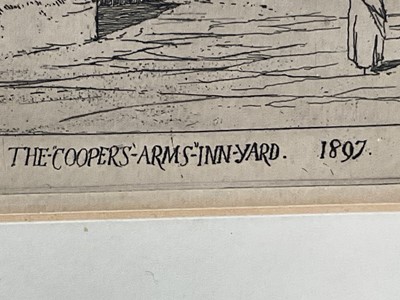 THE "COOPERS-ARMS" INN-YARD. 1897.